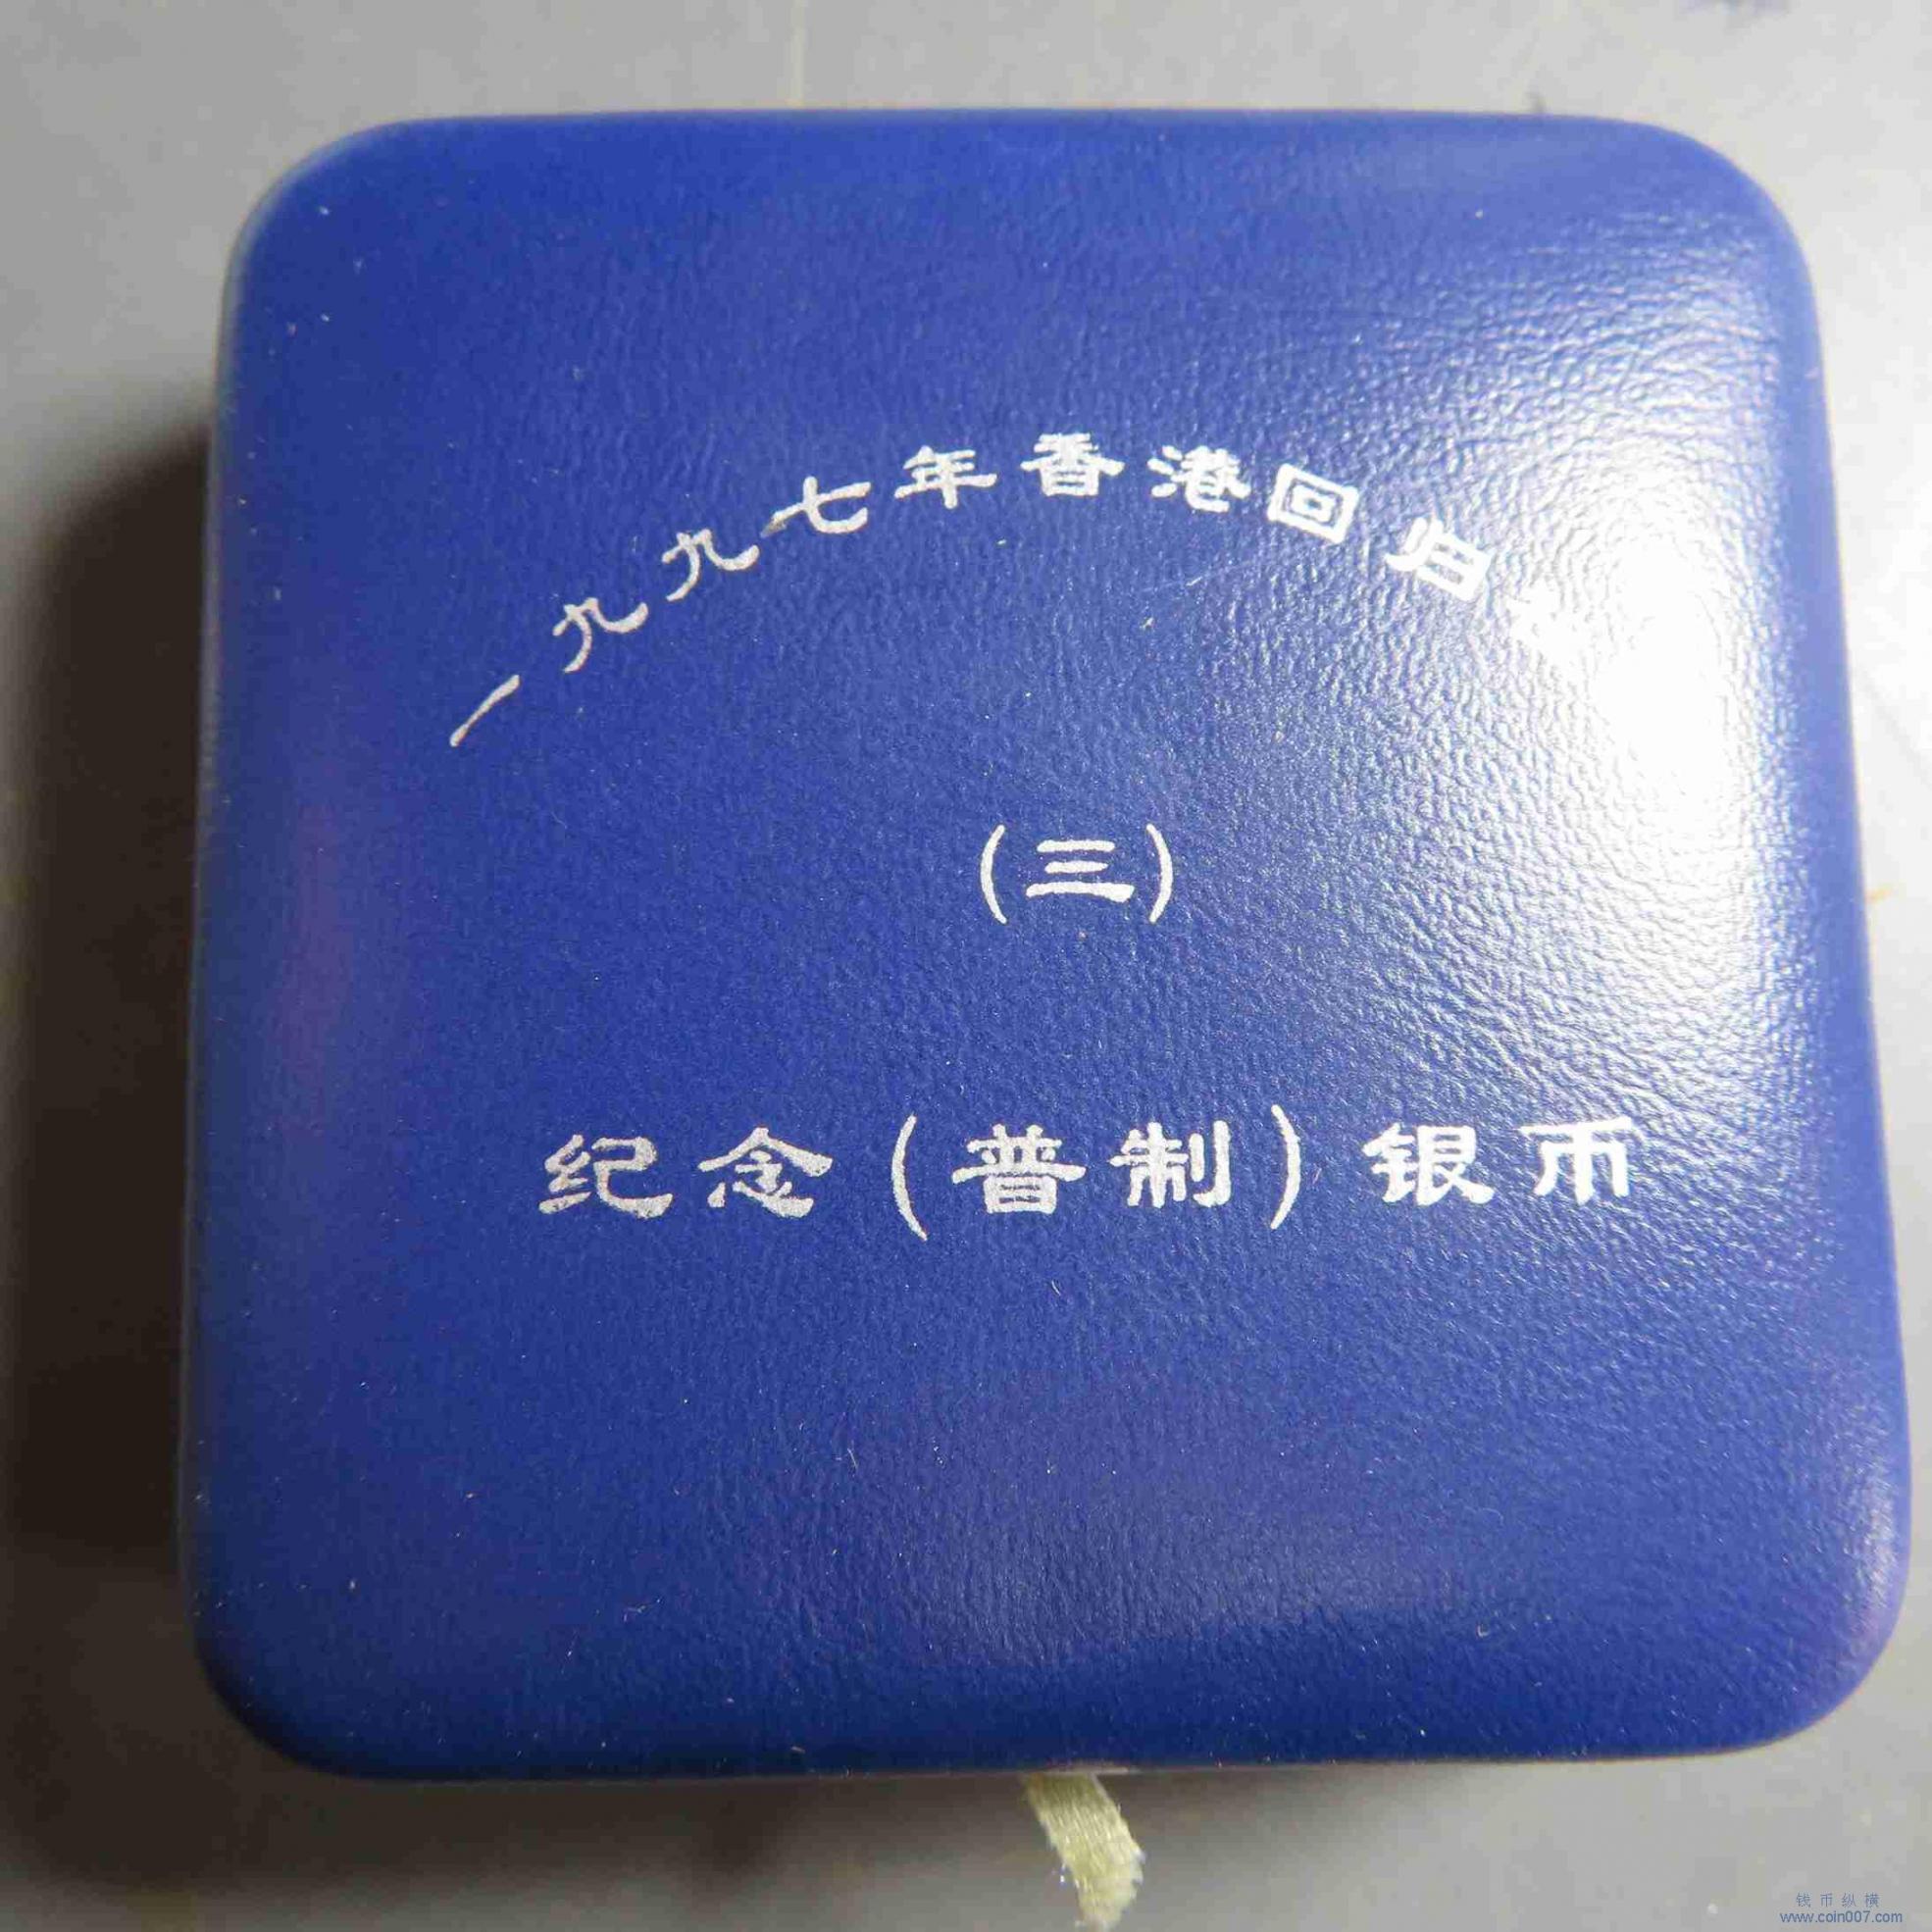 一九九七年香港回归
(三)
纪念(普制)银币
钱币纵横
www.coin007.com